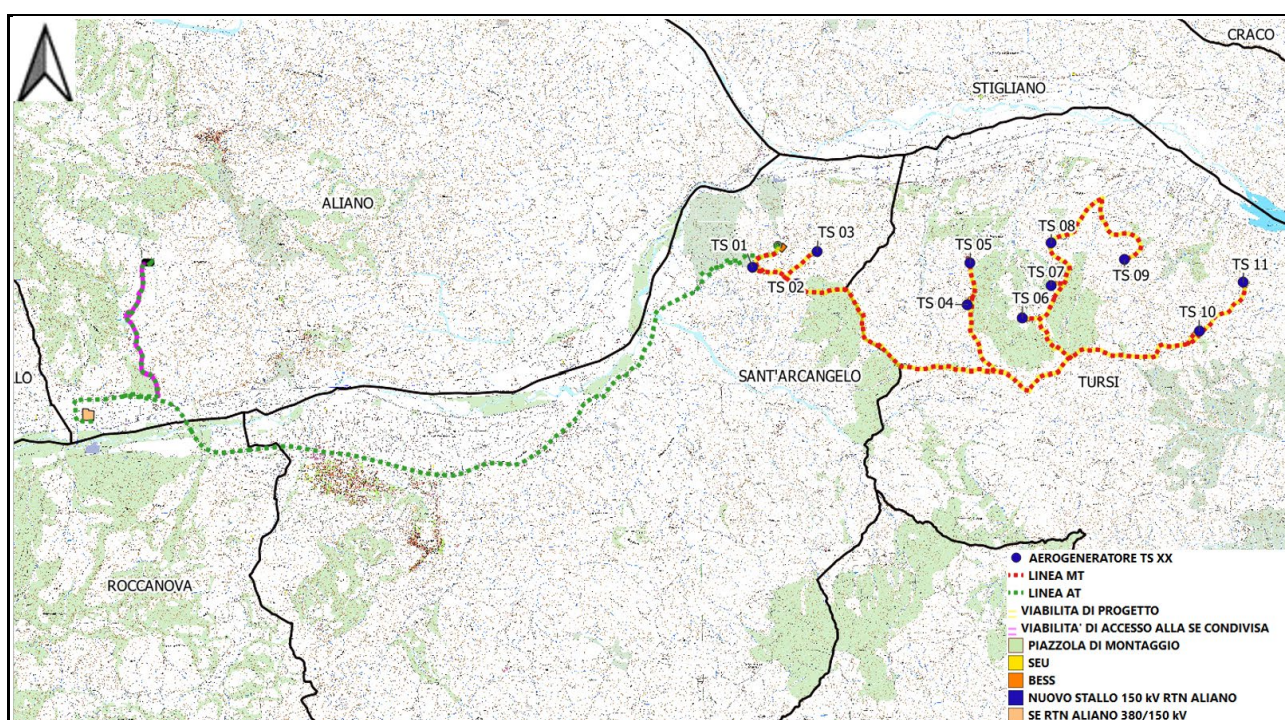 CRACO
STIGLIANO
ALIANO
TS 01
TS 03
TS 02
TS 05
TS 08
TS 07
TS 09
TS 04
TS 06
TS 11
TS 10
LO
SANT'ARCANGELO
TURSI
ROCCANOVA
AEROGENERATORE TS XX
LINEA MT
LINEA AT
VIABILITA DI PROGETTO
VIABILITA' DI ACCESSO ALLA SE CONDIVISA
PIAZZOLA DI MONTAGGIO
SEU
BESS
NUOVO STALLO 150 kV RTN ALIANO
SE RTN ALIANO 380/150 kV